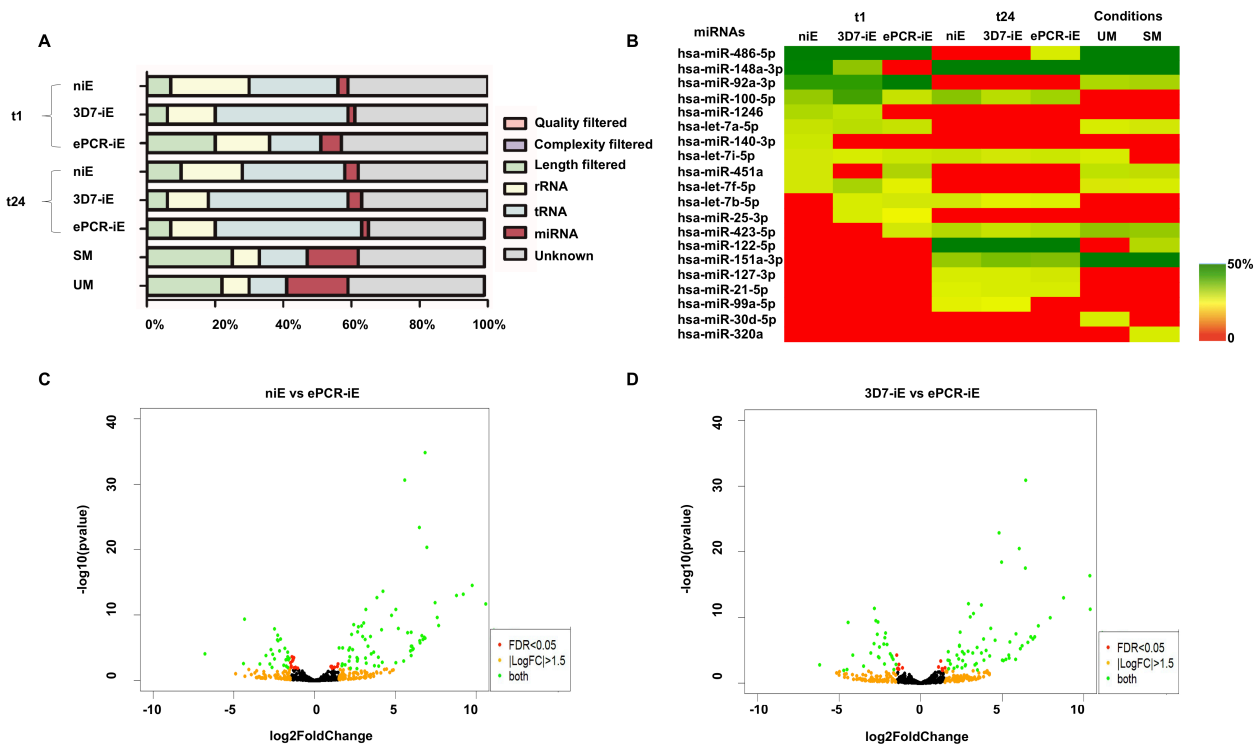 A
t1
niE
3D7-iE
ePCR-iE
t24
niE
3D7-iE
ePCR-iE
SM
UM
0% 20% 40% 60% 80% 100%
Quality filtered
Complexity filtered
Length filtered
rRNA
tRNA
miRNA
Unknown
B
t1 t24 Conditions
miRNAs niE 3D7-iE ePCR-iE niE 3D7-iE ePCR-iE UM SM
hsa-miR-486-5p
hsa-miR-148a-3p
hsa-miR-92a-3p
hsa-miR-100-5p
hsa-miR-1246
hsa-let-7a-5p
hsa-miR-140-3p
hsa-let-7i-5p
hsa-miR-451a
hsa-let-7f-5p
hsa-let-7b-5p
hsa-miR-25-3p
hsa-miR-423-5p
hsa-miR-122-5p
hsa-miR-151a-3p
hsa-miR-127-3p
hsa-miR-21-5p
hsa-miR-99a-5p
hsa-miR-30d-5p
hsa-miR-320a
50%
0
C
niE vs ePCR-iE
-log10(pvalue)
40
30
20
10
0
-10 -5 0 5 10
log2FoldChange
FDR<0.05
|LogFC|>1.5
both
D
3D7-iE vs ePCR-iE
-log10(pvalue)
40
30
20
10
0
-10 -5 0 5 10
log2FoldChange
FDR<0.05
|LogFC|>1.5
both